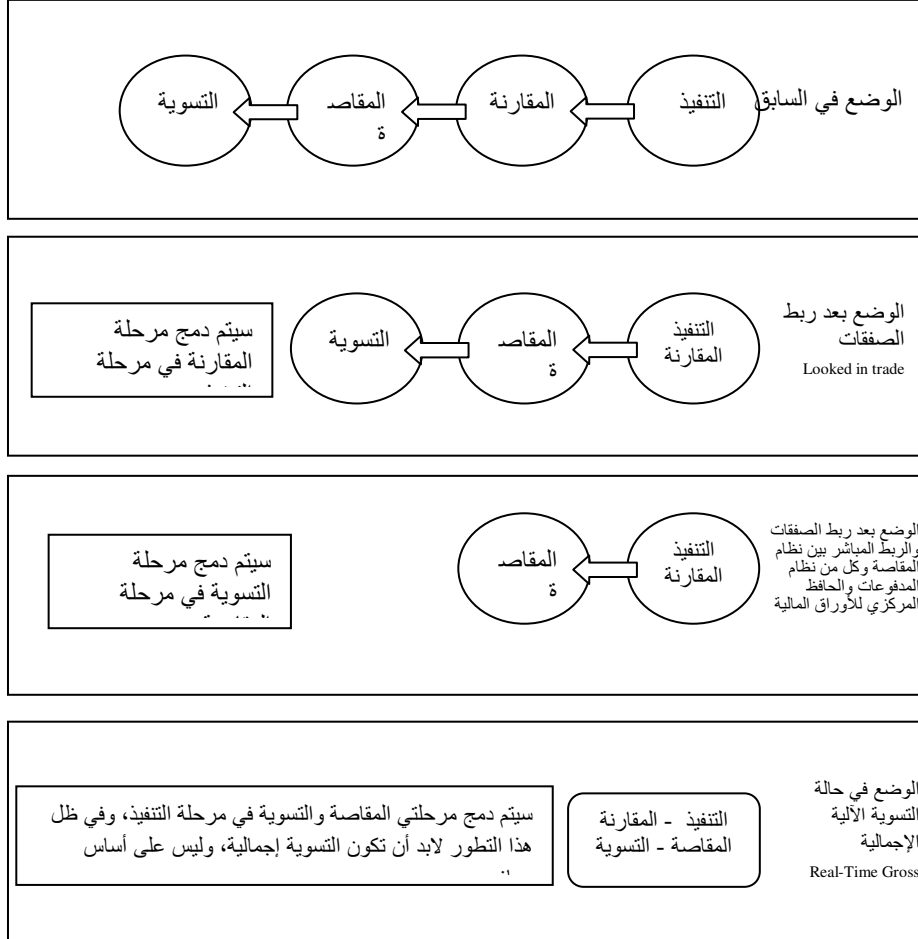 الوضع في السابق
التنفيذ
المقارنة
المقاصـ
ة
التسوية
الوضع بعد ربط
الصفقات
Looked in trade
التنفيذ
المقارنة
المقاصـ
ة
التسوية
سيتم دمج مرحلة
المقارنة في مرحلة
الوضع بعد ربط الصفقات
والربط المباشر بين نظام
المقاصة وكل من نظام
المدفوعات والحافظ
المركزي للأوراق المالية
التنفيذ
المقارنة
المقاصـ
ة
سيتم دمج مرحلة
التسوية في مرحلة
الوضع في حالة
التسوية الآلية
الإجمالية
Real-Time Gross
التنفيذ - المقارنة
المقاصة - التسوية
سيتم دمج مرحلتي المقاصة والتسوية في مرحلة التنفيذ، وفي ظل
هذا التطور لابد أن تكون التسوية إجمالية، وليس على أساس